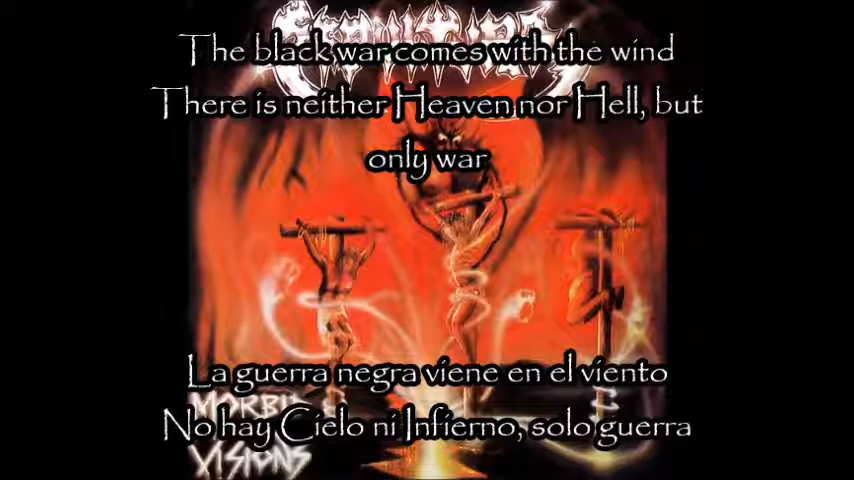 The black war comes with the wind
There is neither Heaven nor Hell, but
only war
La guerra negra viene en el viento
No hay Cielo ni Infierno, solo guerra
VISIONS